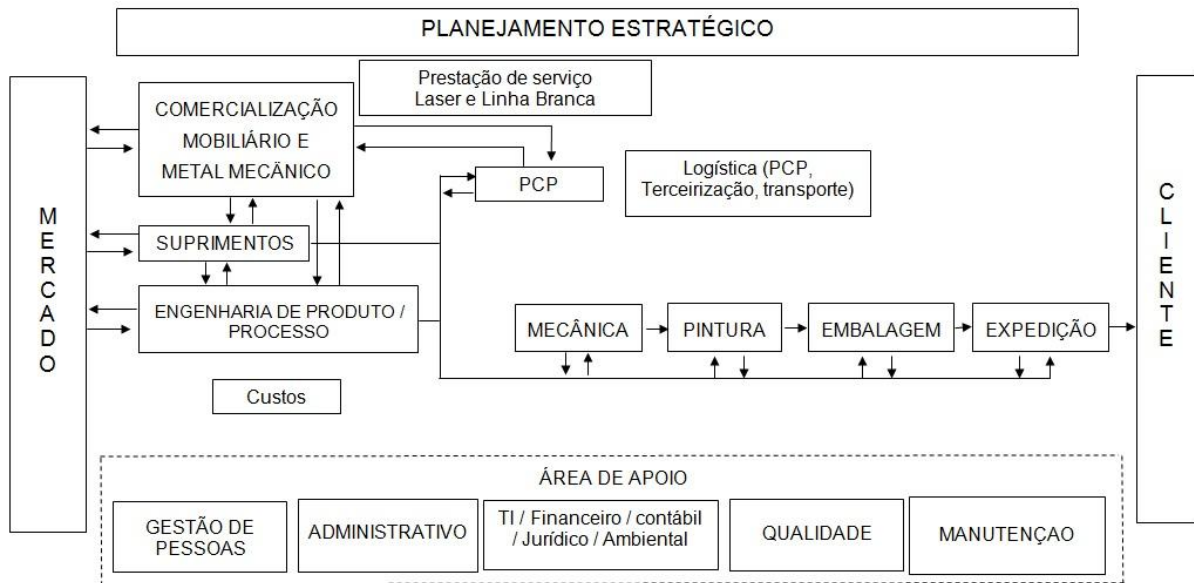 PLANEJAMENTO ESTRATÉGICO
Prestação de serviço
Laser e Linha Branca
COMERCIALIZAÇÃO
MOBILIÁRIO E
METAL MECÂNICO
PCP
Logística (PCP,
Terceirização, transporte)
MERCADO
CLIENTE
SUPRIMENTOS
ENGENHARIA DE PRODUTO /
PROCESSO
MECÂNICA
PINTURA
EMBALAGEM
EXPEDIÇÃO
Custos
ÁREA DE APOIO
GESTÃO DE
PESSOAS
ADMINISTRATIVO
TI / Financeiro / contábil
/ Jurídico / Ambiental
QUALIDADE
MANUTENÇAO